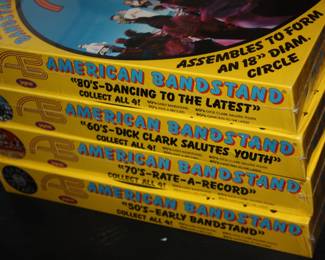 ASSEMBLES TO FORM
AN 18" DIAM.
CIRCLE
AMERICAN BANDSTAND
«80'S-DANCING TO THE LATEST»
COLLECT ALL 4!
AMERICAN BANDSTAND
"60'S-DICK CLARK SALUTES YOUTH"
COLLECT ALL 4!
AMERICAN BANDSTAND
"70'S-RATE-A-RECORD"
COLLECT ALL 4!
AMERICAN BANDSTAND
"50'S-EARLY BANDSTAND"
COLLECT ALL 4!